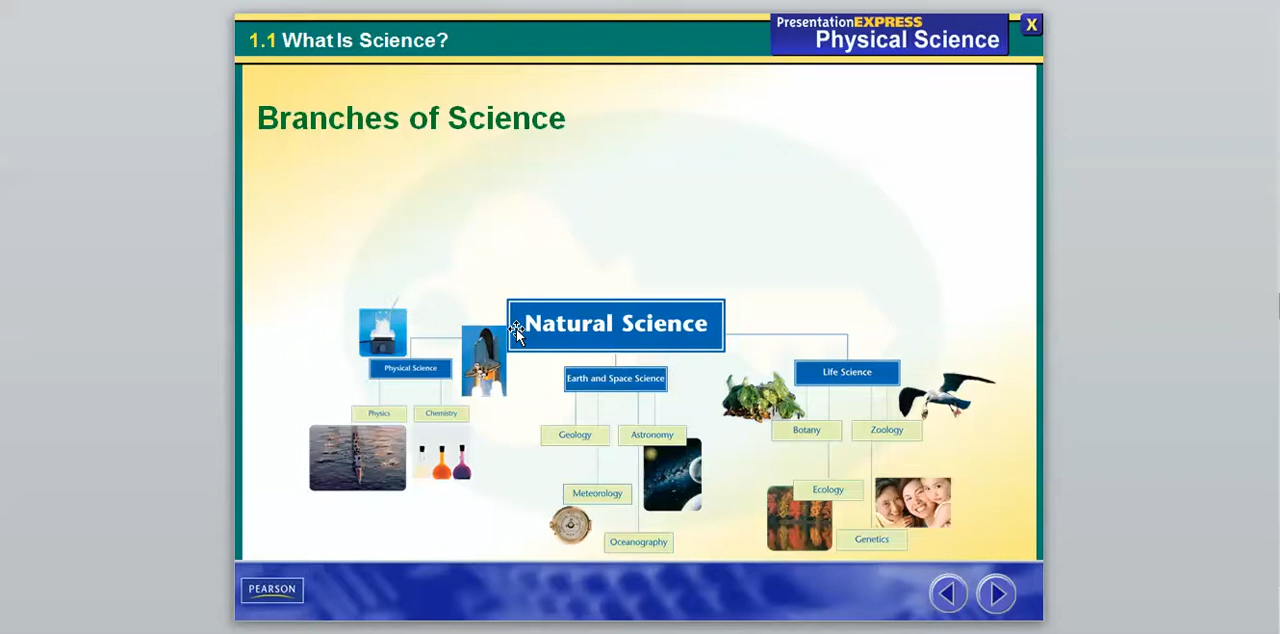 PresentationEXPRESS
X
1.1 What Is Science?
Physical Science
Branches of Science
Natural Science
Physical Science
Earth and Space Science
Life Science
Physics
Chemistry
Geology
Astronomy
Botany
Zoology
Meteorology
Ecology
Oceanography
Genetics
PEARSON